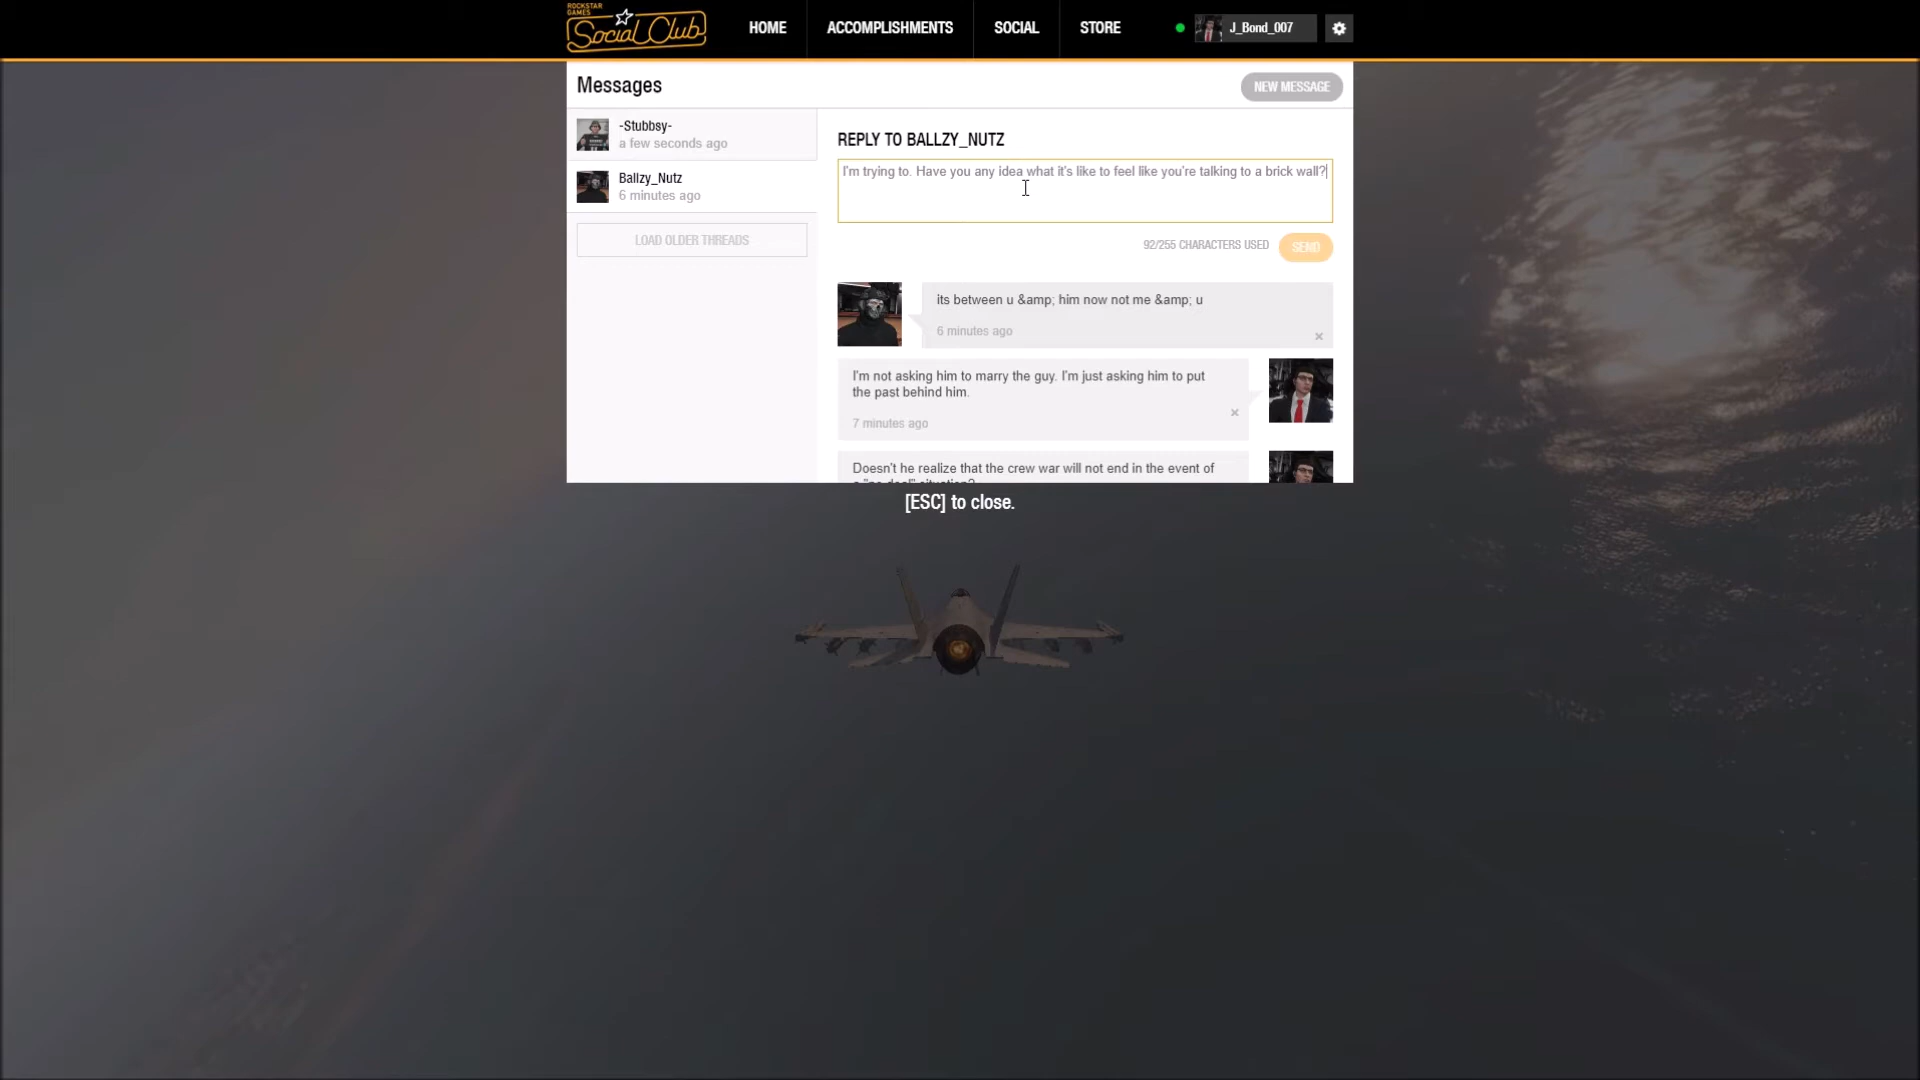 ROCKSTAR
GAMES
Social Club
HOME
ACCOMPLISHMENTS
SOCIAL
STORE
J_Bond_007
Messages
NEW MESSAGE
-Stubbsy-
a few seconds ago
Ballzy_Nutz
6 minutes ago
LOAD OLDER THREADS
REPLY TO BALLZY_NUTZ
I'm trying to. Have you any idea what it's like to feel like you're talking to a brick wall?
92/255 CHARACTERS USED
SEND
its between u &amp; him now not me &amp; u
6 minutes ago
I'm not asking him to marry the guy. I'm just asking him to put
the past behind him.
7 minutes ago
Doesn't he realize that the crew war will not end in the event of
a "no deal" situation?
[ESC] to close.